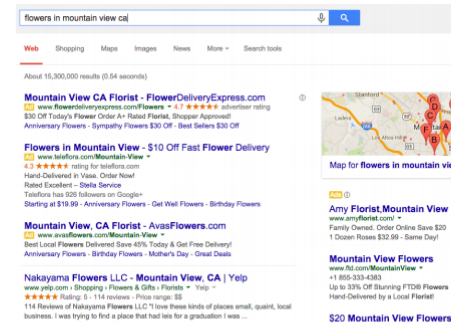 flowers in mountain view ca
Web Shopping Maps Images News More Search tools
About 15,300,000 results (0.54 seconds)
Mountain View CA Florist - FlowerDeliveryExpress.com
Ad www.flowerdeliveryexpress.com/Flowers 4.7 ★★★★★ advertiser rating
$30 Off Today's Flower Order A+ Rated Florist, Shopper Approved!
Anniversary Flowers - Sympathy Flowers $30 Off - Best Sellers $30 Off
Flowers in Mountain View - $10 Off Fast Flower Delivery
Ad www.teleflora.com/Mountain-View
4.3 ★★★★★ rating for teleflora.com
Hand-Delivered in Vase. Order Now!
Rated Excellent – Stella Service
Teleflora has 926 followers on Google+
Starting at $19.99 - Anniversary Flowers - Get Well Flowers - Birthday Flowers
Mountain View, CA Florist - AvasFlowers.com
Ad www.avasflowers.com/Mountain-View
Best Local Flowers Delivered Save 45% Today & Get Free Delivery!
Anniversary Flowers - Birthday Flowers - Mother's Day - Great Deals
Nakayama Flowers LLC - Mountain View, CA | Yelp
www.yelp.com › Shopping › Flowers & Gifts › Florists Yelp
★★★★★ Rating: 5 - 114 reviews - Price range: $$
114 Reviews of Nakayama Flowers LLC "I love these kinds of places small, quaint, local
business. I was trying to find a place that had leis for a graduation I was ...
Stanford
Ladera
Los Altos Hills
Map for flowers in mountain vie
Ads
Amy Florist,Mountain View
www.amyflorist.com/
Family Owned. Order Online Save $20
1 Dozen Roses $32.99 - Same Day!
Mountain View Flowers
www.ftd.com/MountainView
+1 855-333-4383
Up to 33% Off Stunning FTD® Flowers
Hand-Delivered by a Local Florist!
$20 Mountain View Flowers